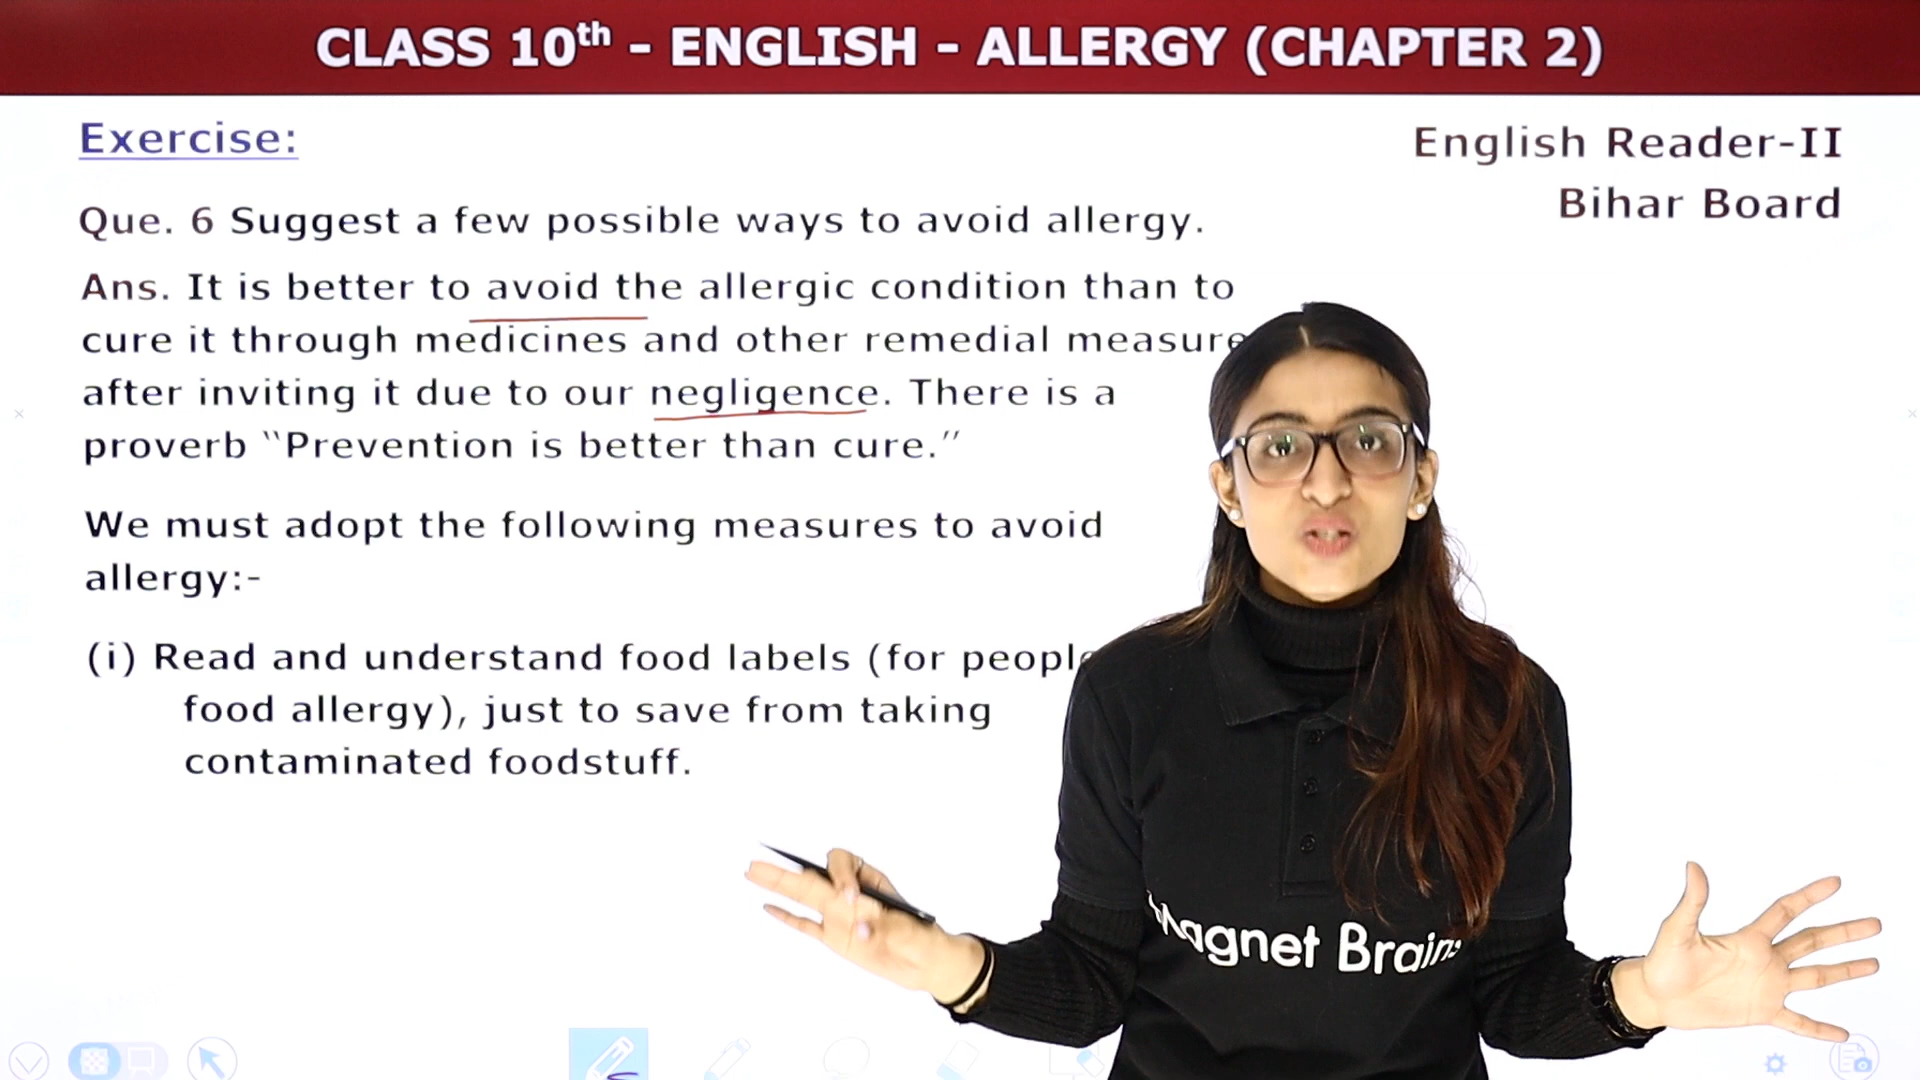 CLASS 10th - ENGLISH - ALLERGY (CHAPTER 2)
Exercise:
English Reader-II
Bihar Board
Que. 6 Suggest a few possible ways to avoid allergy.
Ans. It is better to avoid the allergic condition than to
cure it through medicines and other remedial measure
after inviting it due to our negligence. There is a
proverb "Prevention is better than cure."
We must adopt the following measures to avoid
allergy:-
(i) Read and understand food labels (for people
food allergy), just to save from taking
contaminated foodstuff.
Magnet Brains